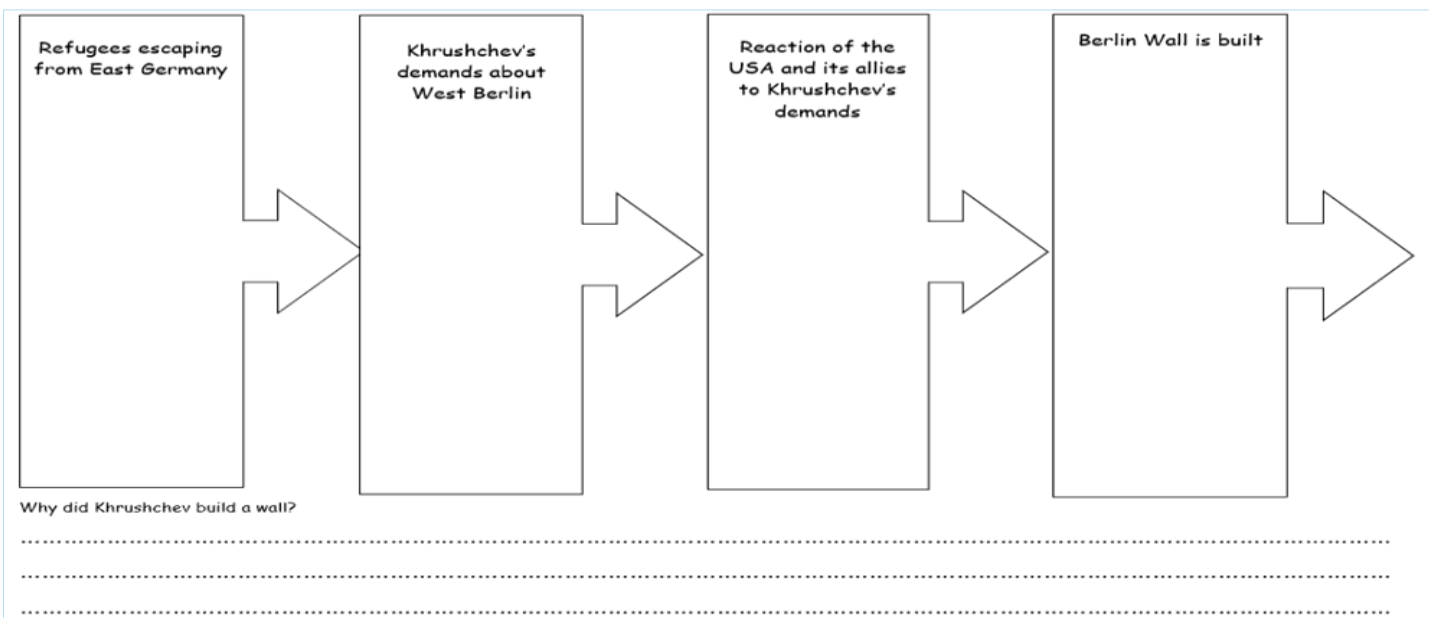 Refugees escaping
from East Germany
Khrushchev's
demands about
West Berlin
Reaction of the
USA and its allies
to Khrushchev's
demands
Berlin Wall is built
Why did Khrushchev build a wall?